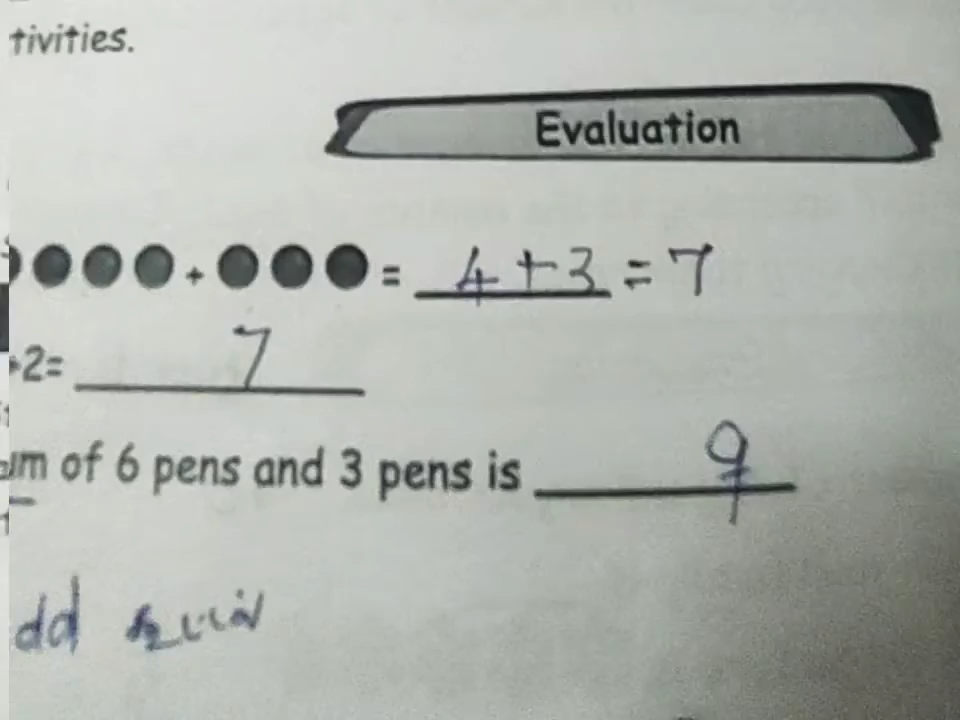 tivities.
Evaluation
+ = 4+3 = 7
2= 7
um of 6 pens and 3 pens is 9
dd